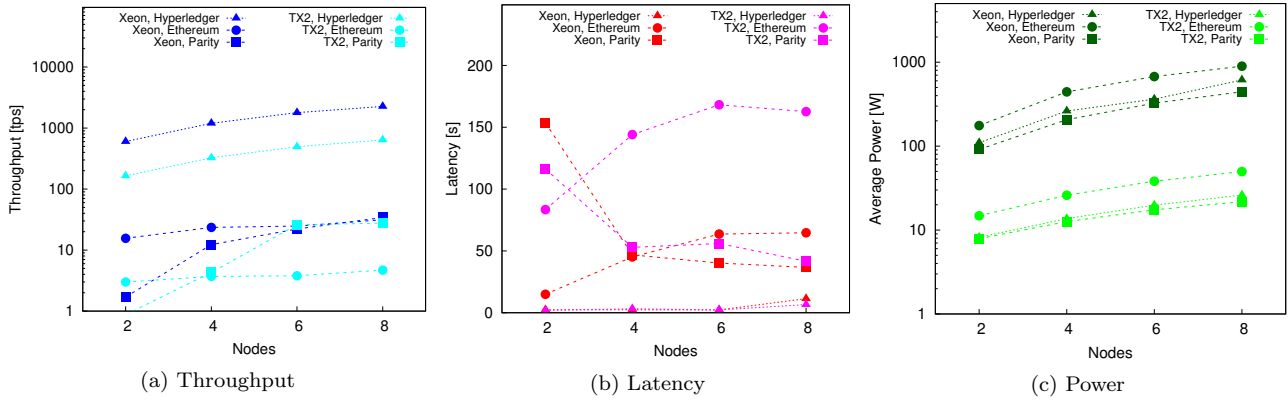 Xeon, Hyperledger
Xeon, Ethereum
Xeon, Parity
TX2, Hyperledger
TX2, Ethereum
TX2, Parity
Throughput [tps]
10000
1000
100
10
1
2 4 6 8
Nodes
(a) Throughput
Xeon, Hyperledger
Xeon, Ethereum
Xeon, Parity
TX2, Hyperledger
TX2, Ethereum
TX2, Parity
Latency [s]
200
150
100
50
0
2 4 6 8
Nodes
(b) Latency
Xeon, Hyperledger
Xeon, Ethereum
Xeon, Parity
TX2, Hyperledger
TX2, Ethereum
TX2, Parity
Average Power [W]
1000
100
10
1
2 4 6 8
Nodes
(c) Power